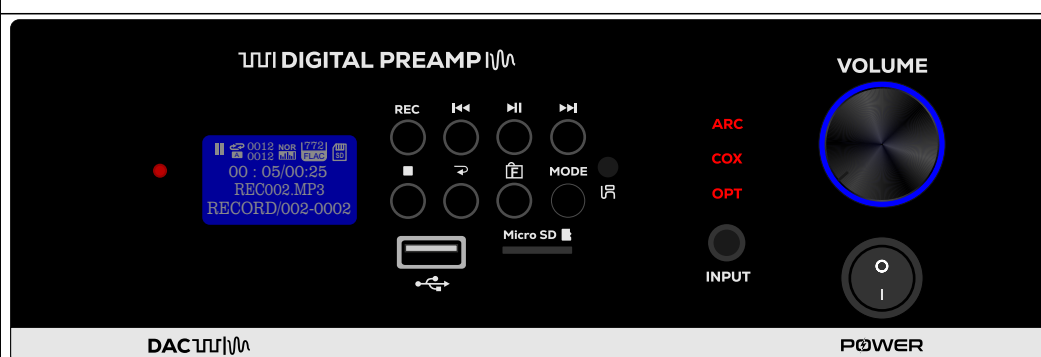 DIGITAL PREAMP
VOLUME
REC
ARC
0012 NOR 772
A 0012 FLAC SD
COX
00 : 05/00:25
F MODE
REC002.MP3
OPT
RECORD/002-0002
Micro SD
INPUT
O
I
DAC
POWER